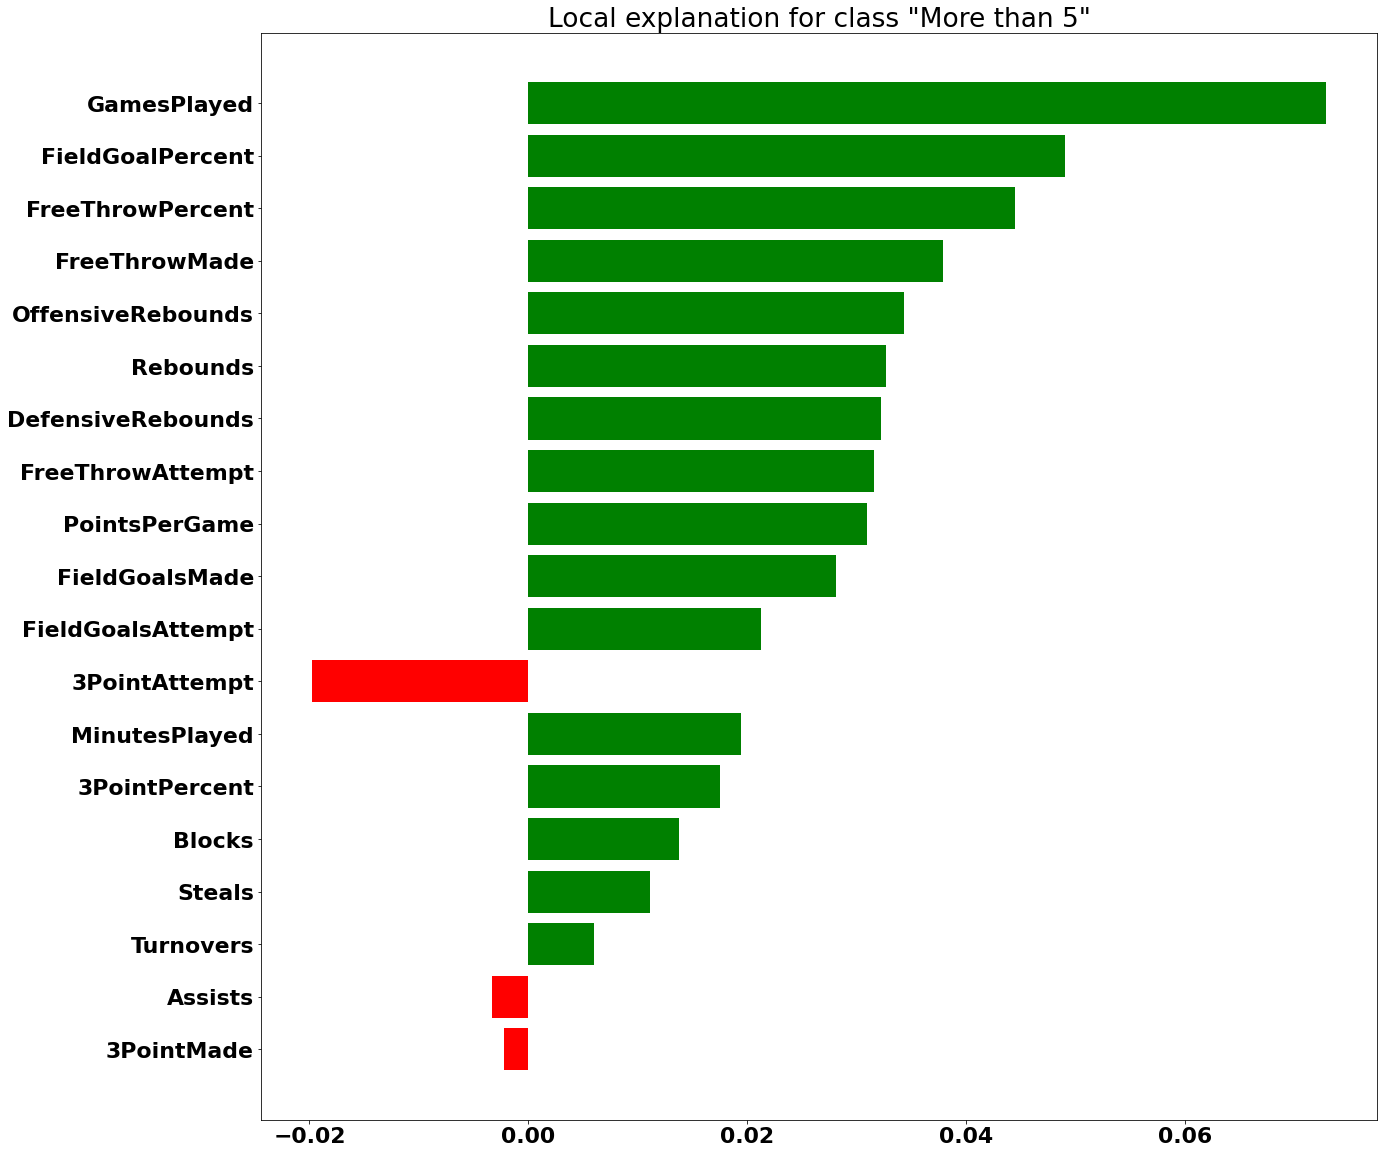 Local explanation for class "More than 5"
GamesPlayed
FieldGoalPercent
FreeThrowPercent
FreeThrowMade
OffensiveRebounds
Rebounds
DefensiveRebounds
FreeThrowAttempt
PointsPerGame
FieldGoalsMade
FieldGoalsAttempt
3PointAttempt
MinutesPlayed
3PointPercent
Blocks
Steals
Turnovers
Assists
3PointMade
−0.02 0.00 0.02 0.04 0.06